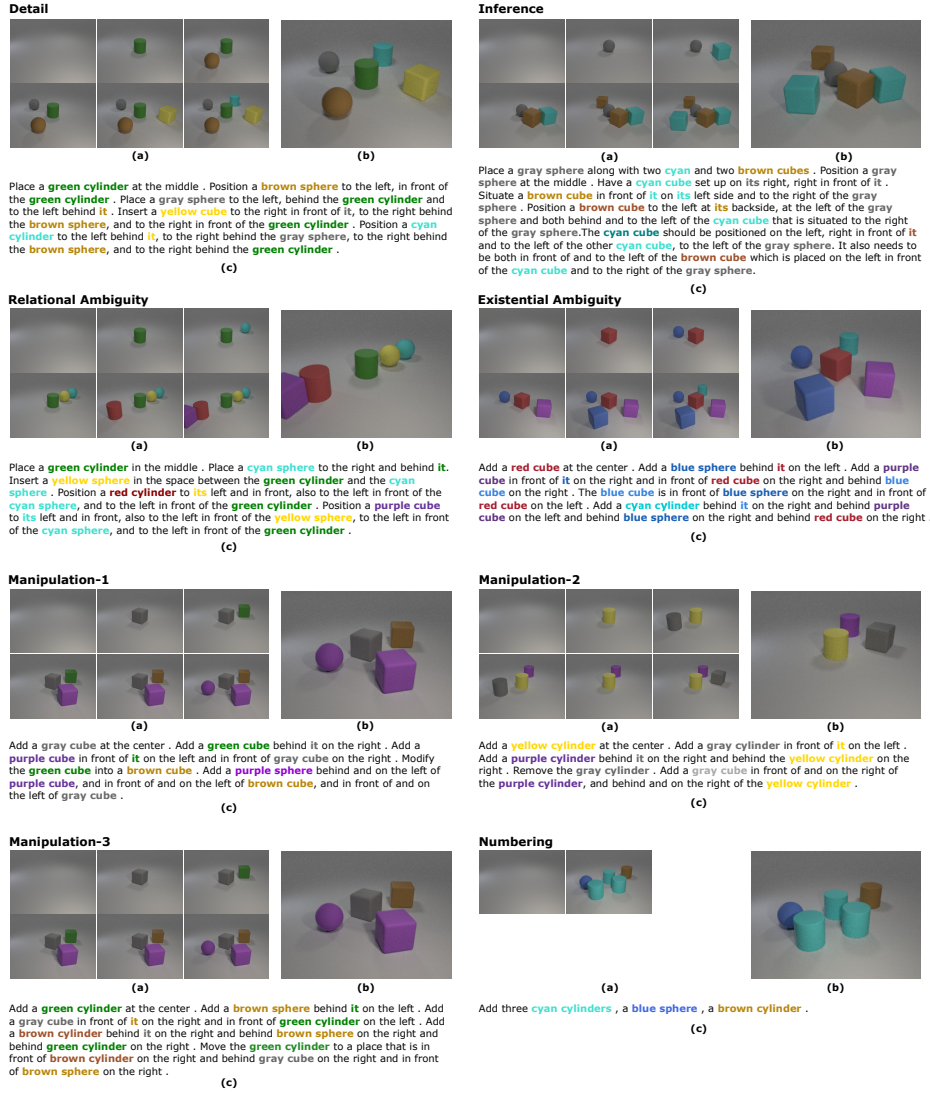 Detail
(a)
(b)
Place a green cylinder at the middle . Position a brown sphere to the left, in front of
the green cylinder . Place a gray sphere to the left, behind the green cylinder and
to the left behind it . Insert a yellow cube to the right in front of it, to the right behind
the brown sphere, and to the right in front of the green cylinder . Position a cyan
cylinder to the left behind it, to the right behind the gray sphere, to the right behind
the brown sphere, and to the right behind the green cylinder .
(c)
Inference
(a)
(b)
Place a gray sphere along with two cyan and two brown cubes . Position a gray
sphere at the middle . Have a cyan cube set up on its right, right in front of it .
Situate a brown cube in front of it on its left side and to the right of the gray
sphere . Position a brown cube to the left at its backside, at the left of the gray
sphere and both behind and to the left of the cyan cube that is situated to the right
of the gray sphere.The cyan cube should be positioned on the left, right in front of it
and to the left of the other cyan cube, to the left of the gray sphere. It also needs to
be both in front of and to the left of the brown cube which is placed on the left in front
of the cyan cube and to the right of the gray sphere.
(c)
Relational Ambiguity
(a)
(b)
Place a green cylinder in the middle . Place a cyan sphere to the right and behind it.
Insert a yellow sphere in the space between the green cylinder and the cyan
sphere . Position a red cylinder to its left and in front, also to the left in front of the
cyan sphere, and to the left in front of the green cylinder . Position a purple cube
to its left and in front, also to the left in front of the yellow sphere, to the left in front
of the cyan sphere, and to the left in front of the green cylinder .
(c)
Existential Ambiguity
(a)
(b)
Add a red cube at the center . Add a blue sphere behind it on the left . Add a purple
cube in front of it on the right and in front of red cube on the right and behind blue
cube on the right . The blue cube is in front of blue sphere on the right and in front of
red cube on the left . Add a cyan cylinder behind it on the right and behind purple
cube on the left and behind blue sphere on the right and behind red cube on the right .
(c)
Manipulation-1
(a)
(b)
Add a gray cube at the center . Add a green cube behind it on the right . Add a
purple cube in front of it on the left and in front of gray cube on the right . Modify
the green cube into a brown cube . Add a purple sphere behind and on the left of
purple cube, and in front of and on the left of brown cube, and in front of and on
the left of gray cube .
(c)
Manipulation-2
(a)
(b)
Add a yellow cylinder at the center . Add a gray cylinder in front of it on the left .
Add a purple cylinder behind it on the right and behind the yellow cylinder on the
right . Remove the gray cylinder . Add a gray cube in front of and on the right of
the purple cylinder, and behind and on the right of the yellow cylinder .
(c)
Manipulation-3
(a)
(b)
Add a green cylinder at the center . Add a brown sphere behind it on the left . Add
a gray cube in front of it on the right and in front of green cylinder on the left . Add
a brown cylinder behind it on the right and behind brown sphere on the right and
behind green cylinder on the right . Move the green cylinder to a place that is in
front of brown cylinder on the right and behind gray cube on the right and in front
of brown sphere on the right .
(c)
Numbering
(a)
(b)
Add three cyan cylinders , a blue sphere , a brown cylinder .
(c)